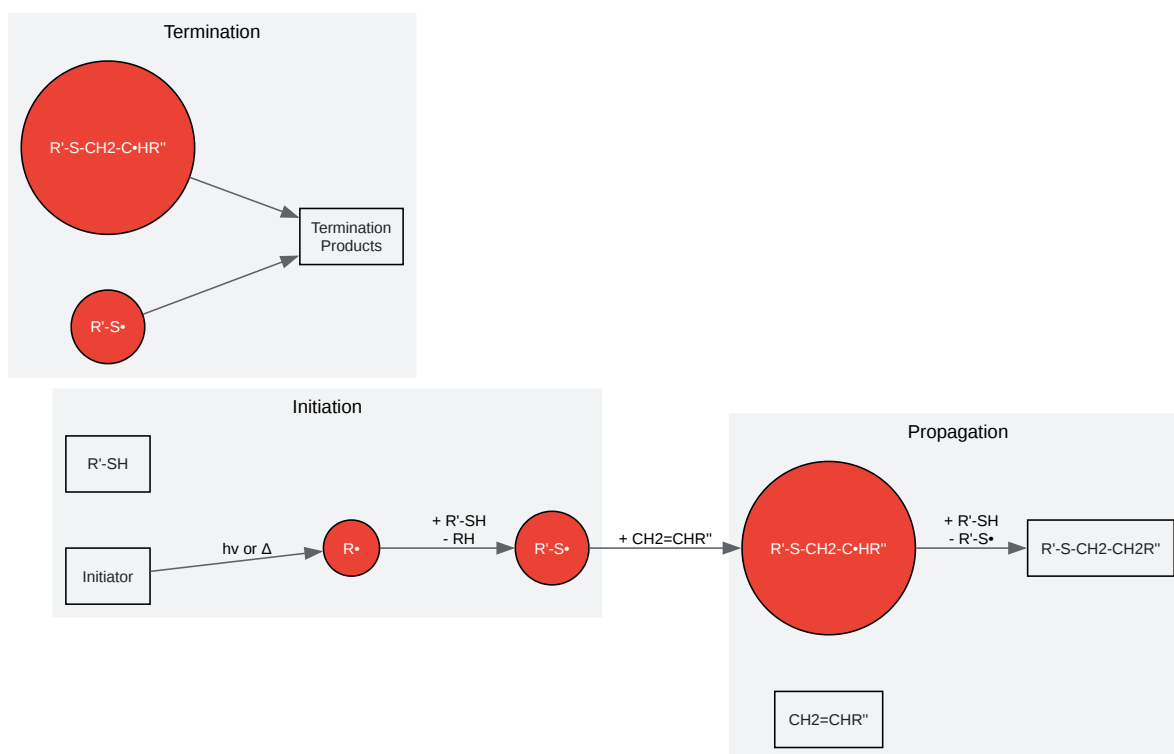 Termination
R'-S-CH2-C•HR"
Termination
Products
R'-S•
Initiation
R'-SH
Initiator
hv or Δ
R•
+ R'-SH
- RH
R'-S•
+ CH2=CHR"
Propagation
R'-S-CH2-C•HR"
+ R'-SH
- R'-S•
R'-S-CH2-CH2R"
CH2=CHR"